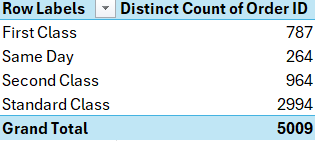 Row Labels Distinct Count of Order ID
First Class 787
Same Day 264
Second Class 964
Standard Class 2994
Grand Total 5009